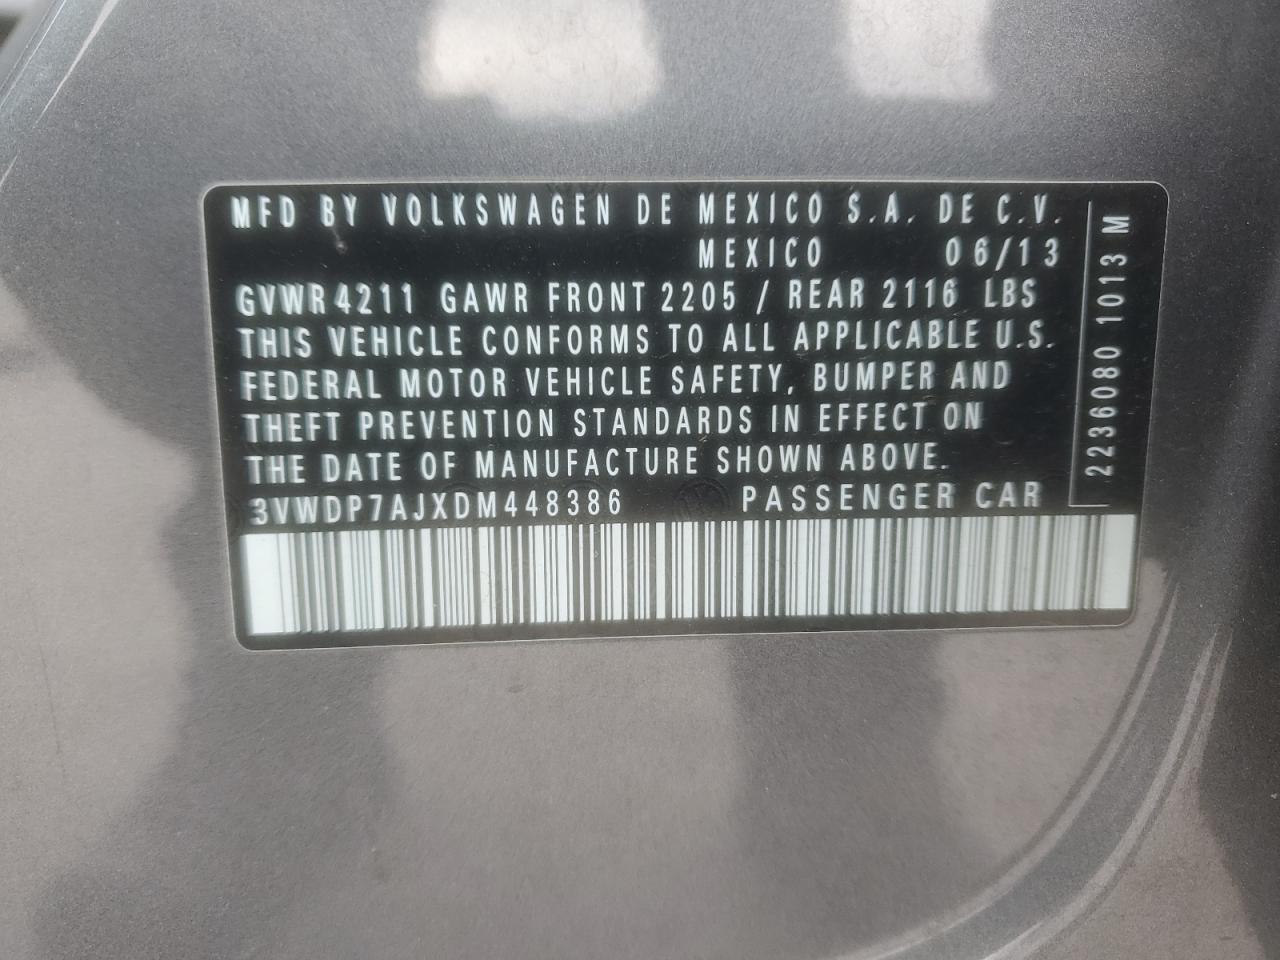 MFD BY VOLKSWAGEN DE MEXICO S.A. DE C.V.
MEXICO 06/13
GVWR 4211 GAWR FRONT 2205 / REAR 2116 LBS
THIS VEHICLE CONFORMS TO ALL APPLICABLE U.S.
FEDERAL MOTOR VEHICLE SAFETY, BUMPER AND
THEFT PREVENTION STANDARDS IN EFFECT ON
THE DATE OF MANUFACTURE SHOWN ABOVE.
3VWDP7AJXDM448386 PASSENGER CAR
2236080 1013 M